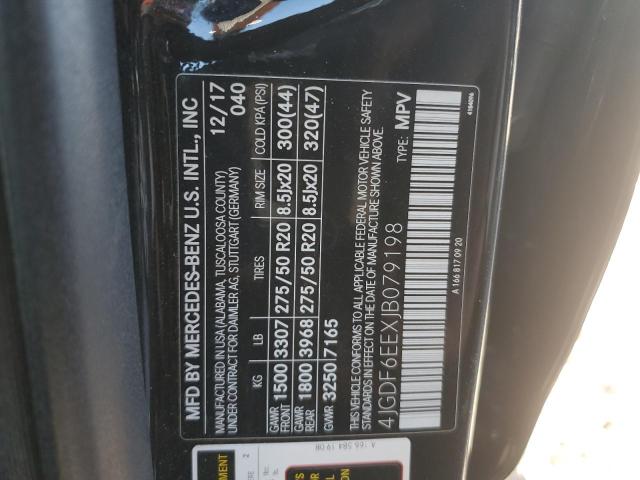 MFD BY MERCEDES-BENZ U.S. INTL., INC
MANUFACTURED IN USA (ALABAMA, TUSCALOOSA COUNTY) 12/17
UNDER CONTRACT FOR DAIMLER AG, STUTTGART (GERMANY) 040
KG LB TIRES RIM SIZE COLD KPA (PSI)
GAWR FRONT 1500 3307 275/50 R20 8.5Jx20 300(44)
GAWR REAR 1800 3968 275/50 R20 8.5Jx20 320(47)
GVWR 3250 7165
THIS VEHICLE CONFORMS TO ALL APPLICABLE FEDERAL MOTOR VEHICLE SAFETY
STANDARDS IN EFFECT ON THE DATE OF MANUFACTURE SHOWN ABOVE.
4JGDF6EEXJB079198 TYPE: MPV
A 166 817 09 20
A 166 584 19 08